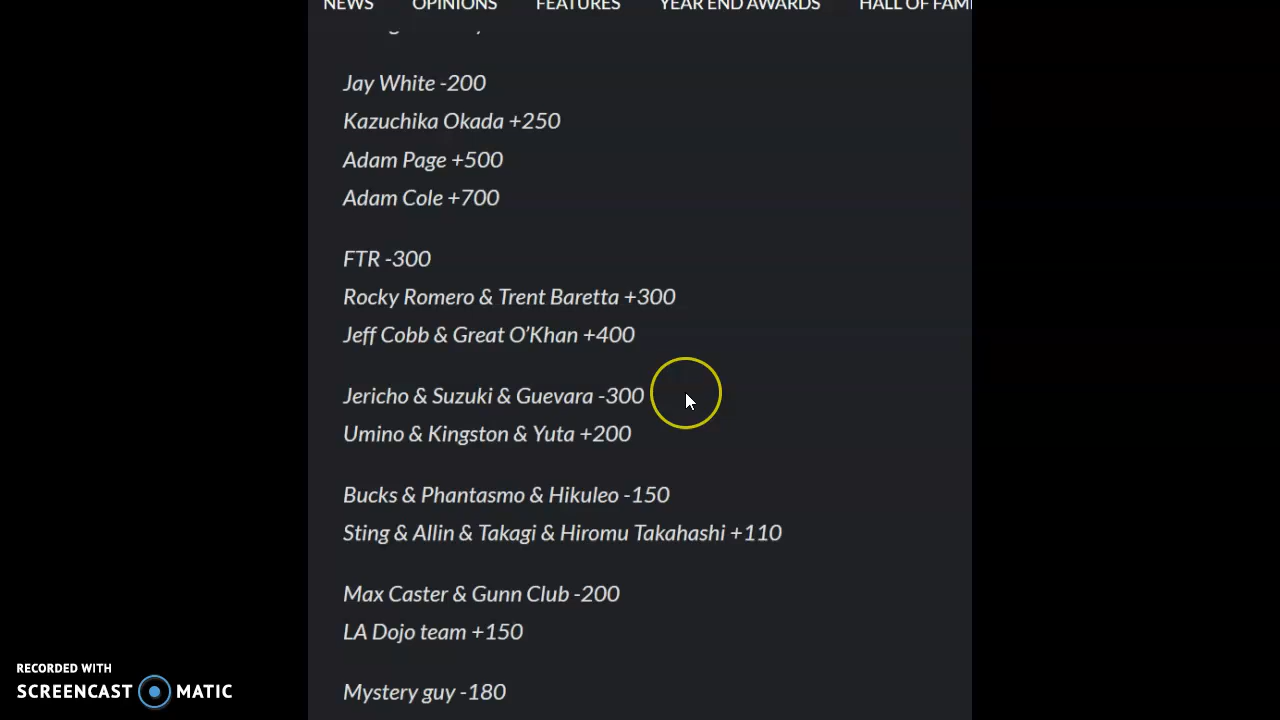 NEWS OPINIONS FEATURES YEAR END AWARDS HALL OF FAM
Jay White -200
Kazuchika Okada +250
Adam Page +500
Adam Cole +700
FTR -300
Rocky Romero & Trent Baretta +300
Jeff Cobb & Great O’Khan +400
Jericho & Suzuki & Guevara -300
Umino & Kingston & Yuta +200
Bucks & Phantasmo & Hikuleo -150
Sting & Allin & Takagi & Hiromu Takahashi +110
Max Caster & Gunn Club -200
LA Dojo team +150
Mystery guy -180
RECORDED WITH
SCREENCAST MATIC